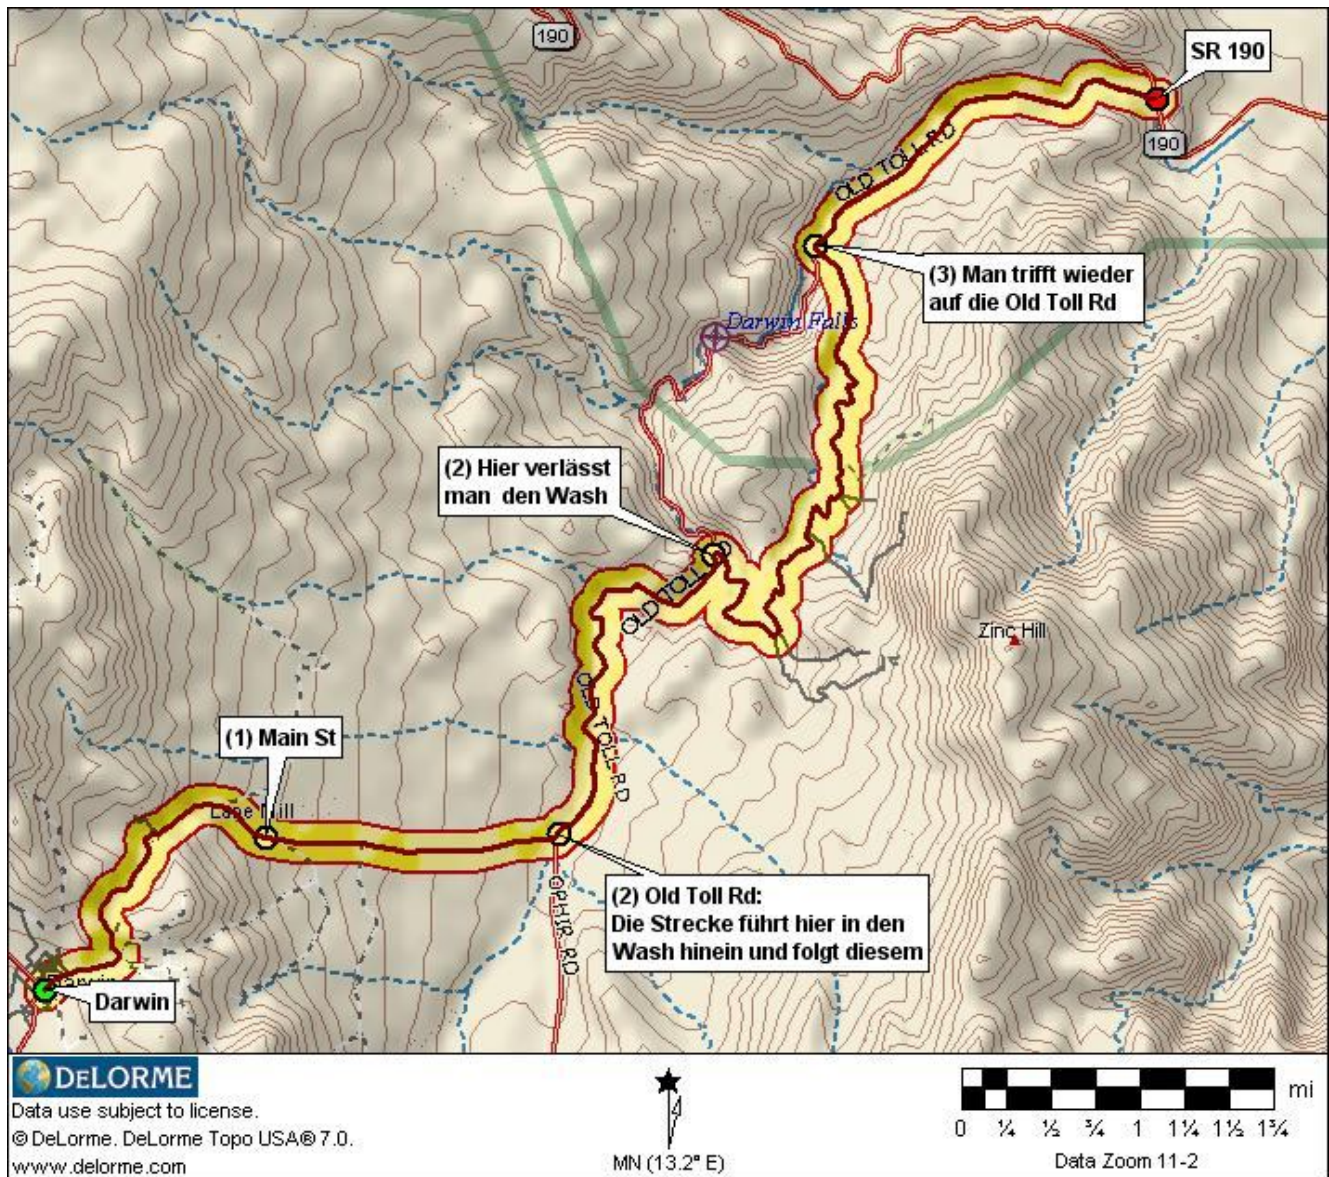 190
SR 190
190
OLD TOLL RD
(3) Man trifft wieder
auf die Old Toll Rd
Darwin Falls
(2) Hier verlässt
man den Wash
OLD TOLL
Zinc Hill
OLD TOLL RD
(1) Main St
Lane Mill
(2) Old Toll Rd:
Die Strecke führt hier in den
Wash hinein und folgt diesem
OPHIR RD
Darwin
Darwin
DELORME
Data use subject to license.
© DeLorme. DeLorme Topo USA® 7.0.
www.delorme.com
MN (13.2° E)
mi
0 ¼ ½ ¾ 1 1¼ 1½ 1¾
Data Zoom 11-2